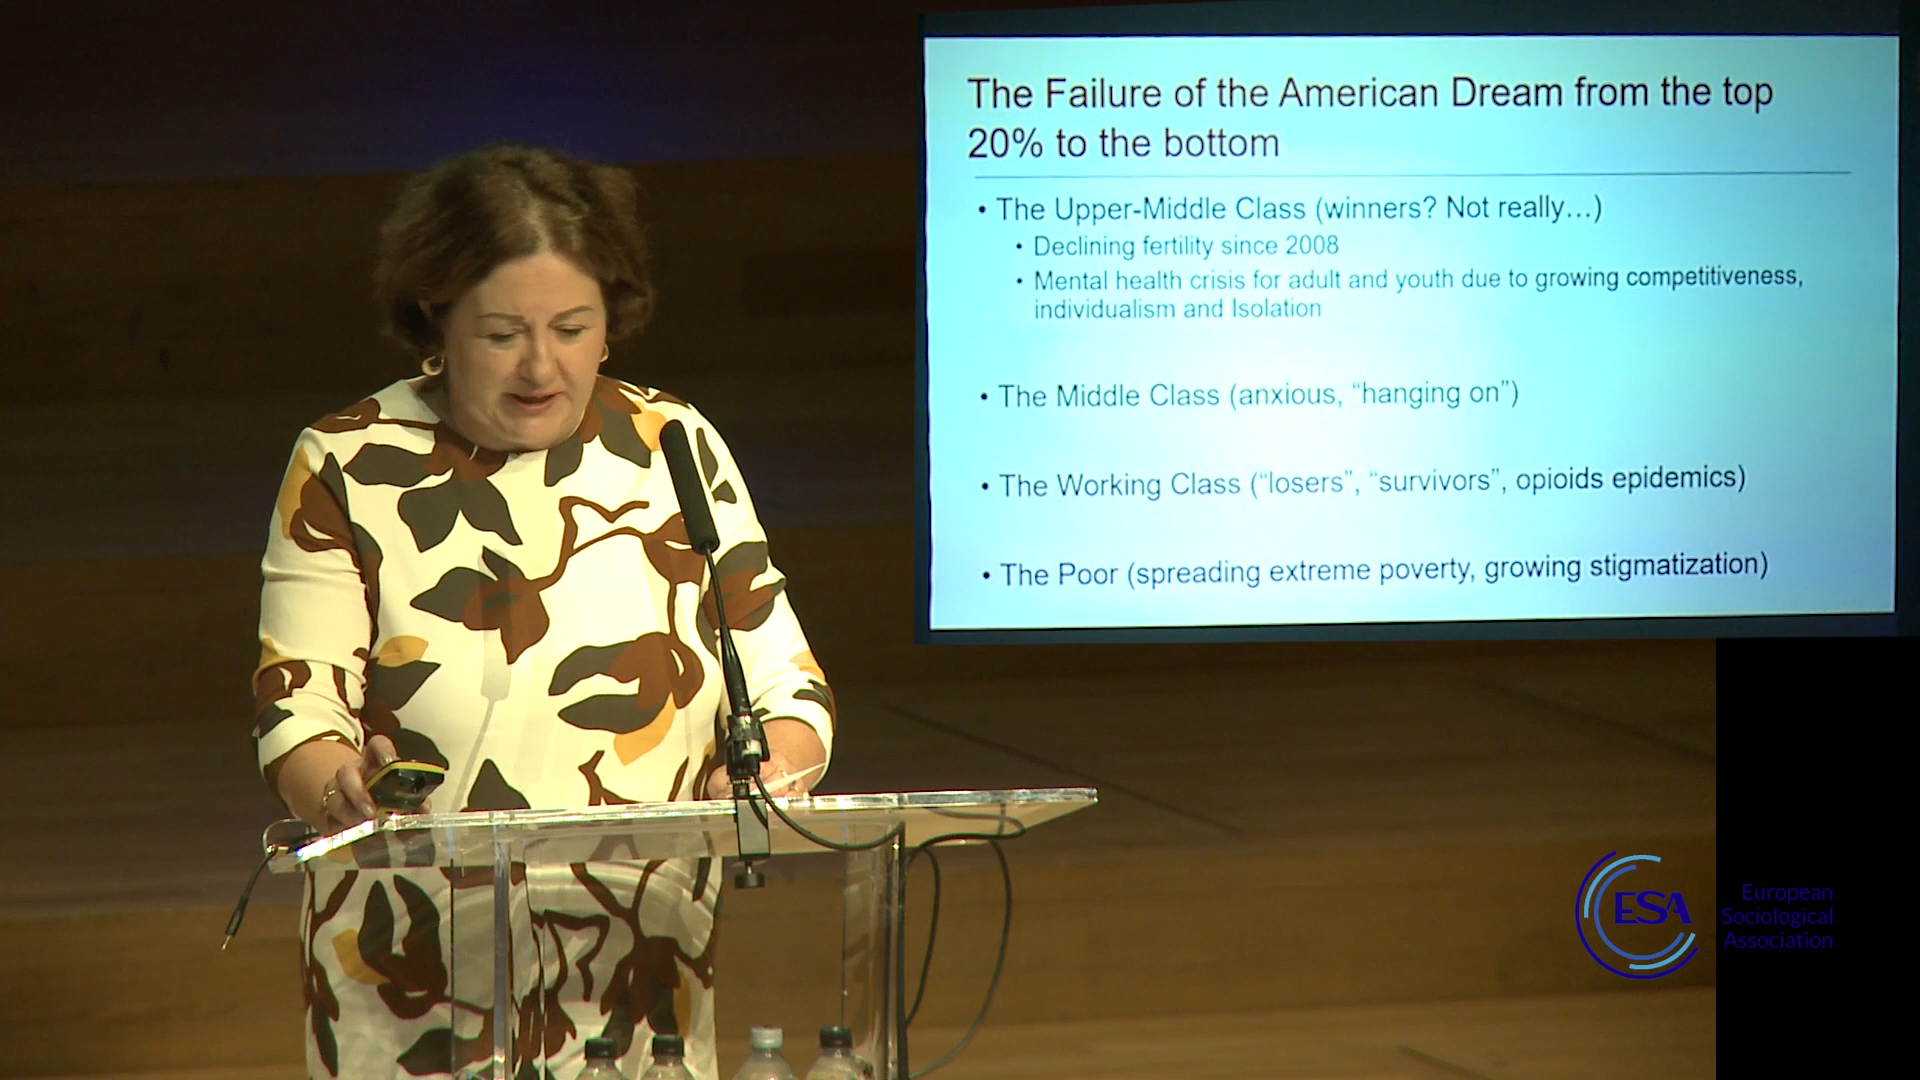 The Failure of the American Dream from the top
20% to the bottom
• The Upper-Middle Class (winners? Not really…)
• Declining fertility since 2008
• Mental health crisis for adult and youth due to growing competitiveness,
individualism and Isolation
• The Middle Class (anxious, “hanging on”)
• The Working Class (“losers”, “survivors”, opioids epidemics)
• The Poor (spreading extreme poverty, growing stigmatization)
ESA
European
Sociological
Association